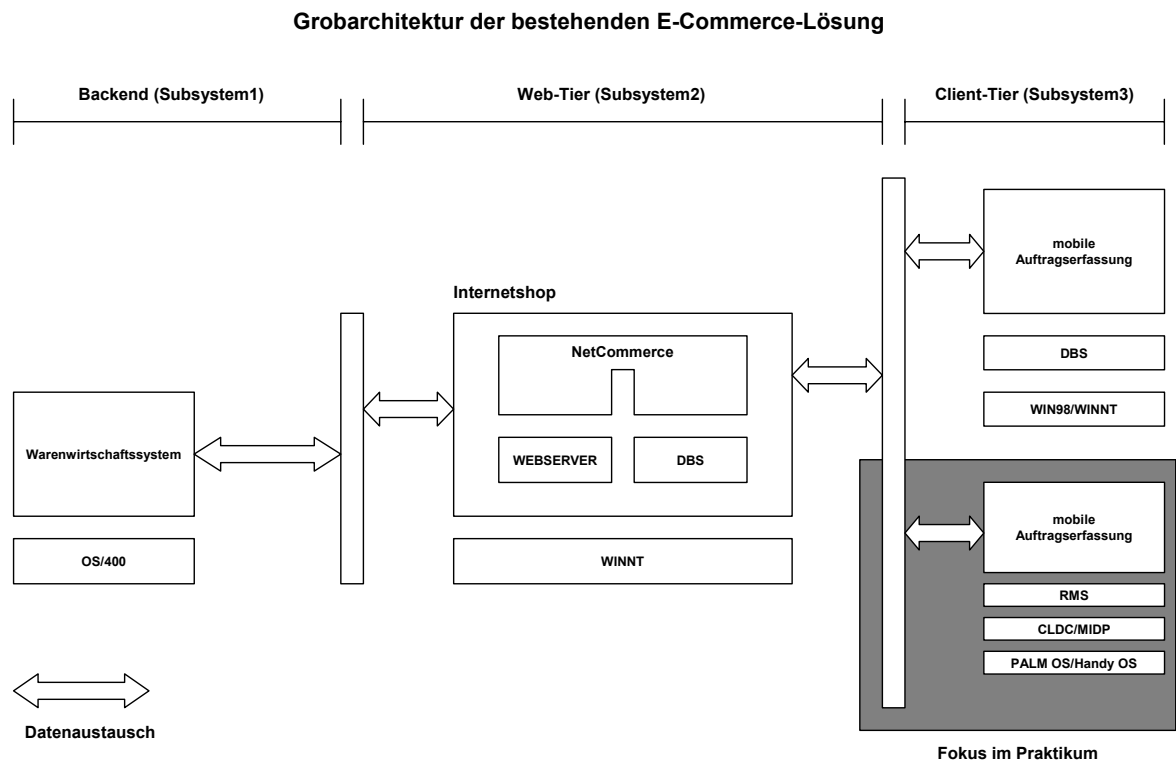 Grobarchitektur der bestehenden E-Commerce-Lösung
Backend (Subsystem1)
Web-Tier (Subsystem2)
Client-Tier (Subsystem3)
mobile
Auftragserfassung
DBS
WIN98/WINNT
Internetshop
NetCommerce
WEBSERVER
DBS
WINNT
Warenwirtschaftssystem
OS/400
mobile
Auftragserfassung
RMS
CLDC/MIDP
PALM OS/Handy OS
Datenaustausch
Fokus im Praktikum